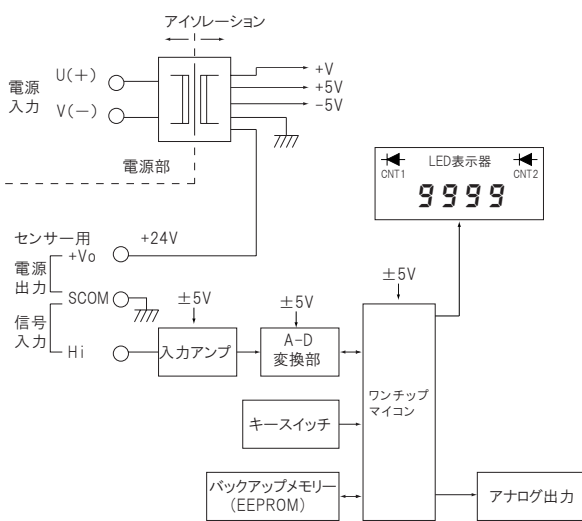 アイソレーション
電源
入力
U(+)
V(−)
+V
+5V
−5V
電源部
CNT1
LED表示器
CNT2
9999
センサー用
電源
出力
+Vo
+24V
SCOM
信号
入力
Hi
±5V
入力アンプ
±5V
A-D
変換部
±5V
ワンチップ
マイコン
キースイッチ
バックアップメモリー
(EEPROM)
アナログ出力